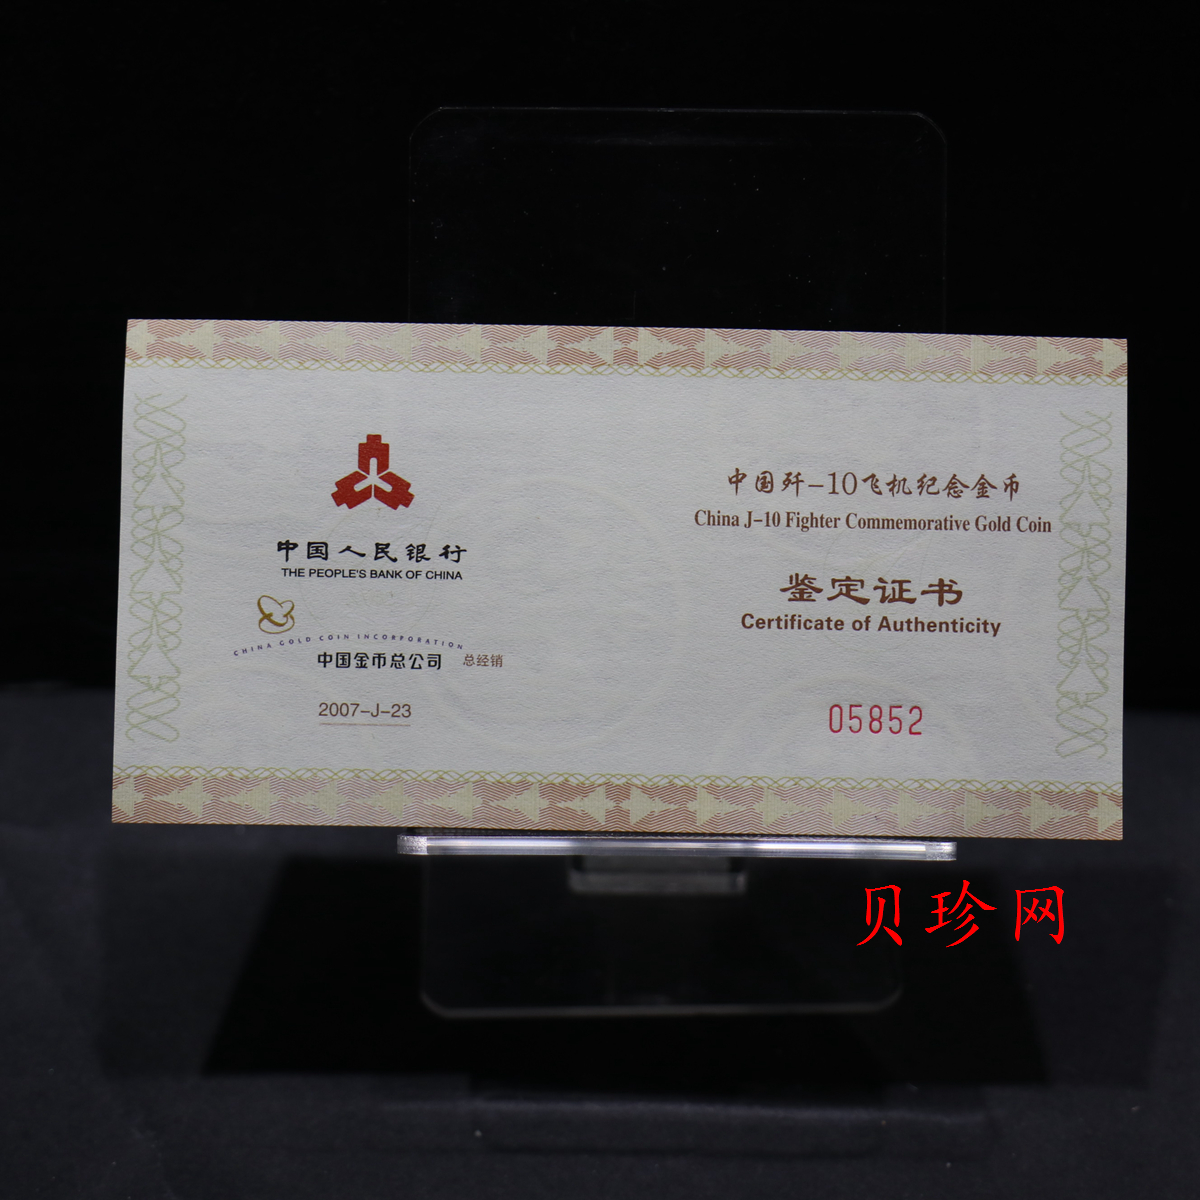 中国人民银行
THE PEOPLE'S BANK OF CHINA
CHINA GOLD COIN INCORPORATION
中国金币总公司 总经销
2007-J-23
中国歼-10飞机纪念金币
China J-10 Fighter Commemorative Gold Coin
鉴定证书
Certificate of Authenticity
05852
贝珍网